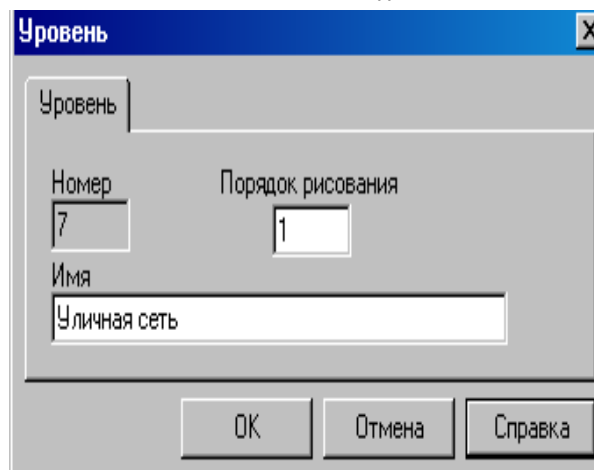 Уровень
Уровень
Номер Порядок рисования
7 1
Имя
Уличная сеть
OK Отмена Справка